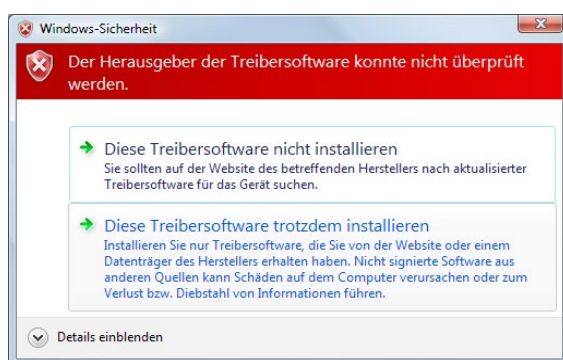 Windows-Sicherheit
Der Herausgeber der Treibersoftware konnte nicht überprüft
werden.
Diese Treibersoftware nicht installieren
Sie sollten auf der Website des betreffenden Herstellers nach aktualisierter
Treibersoftware für das Gerät suchen.
Diese Treibersoftware trotzdem installieren
Installieren Sie nur Treibersoftware, die Sie von der Website oder einem
Datenträger des Herstellers erhalten haben. Nicht signierte Software aus
anderen Quellen kann Schäden auf dem Computer verursachen oder zum
Verlust bzw. Diebstahl von Informationen führen.
Details einblenden